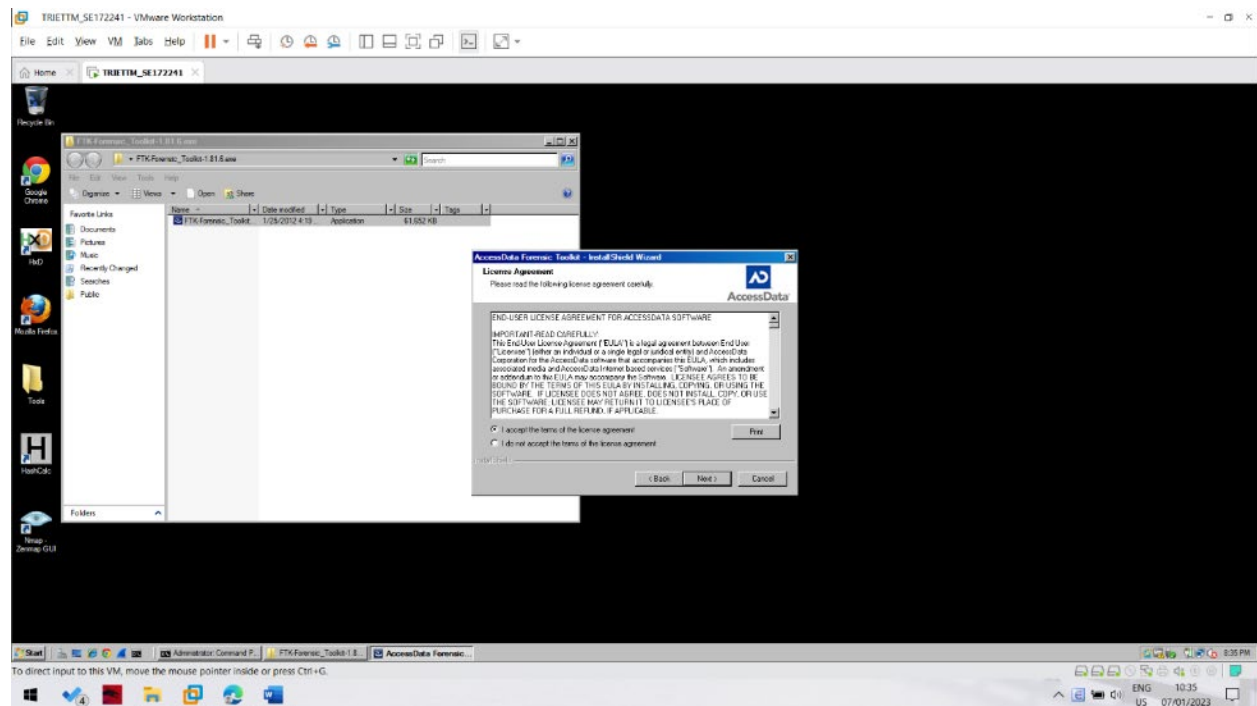 TRIETTM_SE172241 - VMware Workstation
File Edit View VM Tabs Help
Home
TRIETTM_SE172241
Recycle Bin
FTK-Forensic_Toolkit-1.81.6.exe
FTK-Forensic_Toolkit-1.81.6.exe
Search
File Edit View Tools Help
Organize Views Open Share
Google Chrome
Favorite Links
Name Date modified Type Size Tags
FTK-Forensic_Toolkit... 1/25/2012 4:19 ... Application 61,652 KB
Documents
Pictures
Music
Recently Changed
Searches
Public
HxD
Mozilla Firefox
Tools
HashCalc
Folders
Nmap - Zenmap GUI
AccessData Forensic Toolkit - InstallShield Wizard
License Agreement
Please read the following license agreement carefully.
AccessData
END-USER LICENSE AGREEMENT FOR ACCESSDATA SOFTWARE
IMPORTANT-READ CAREFULLY:
This End-User License Agreement ("EULA") is a legal agreement between End User
("Licensee") (either an individual or a single legal or juridical entity) and AccessData
Corporation for the AccessData software that accompanies this EULA, which includes
associated media and AccessData Internet based services ("Software"). An amendment
or addendum to this EULA may accompany the Software. LICENSEE AGREES TO BE
BOUND BY THE TERMS OF THIS EULA BY INSTALLING, COPYING, OR USING THE
SOFTWARE. IF LICENSEE DOES NOT AGREE, DOES NOT INSTALL, COPY, OR USE
THE SOFTWARE; LICENSEE MAY RETURN IT TO LICENSEE'S PLACE OF
PURCHASE FOR A FULL REFUND, IF APPLICABLE.
I accept the terms of the license agreement
Print
I do not accept the terms of the license agreement
InstallShield
< Back Next > Cancel
Start
Administrator: Command P...
FTK-Forensic_Toolkit-1.8...
AccessData Forensic...
8:35 PM
To direct input to this VM, move the mouse pointer inside or press Ctrl+G.
4
ENG
US
10:35
07/01/2023